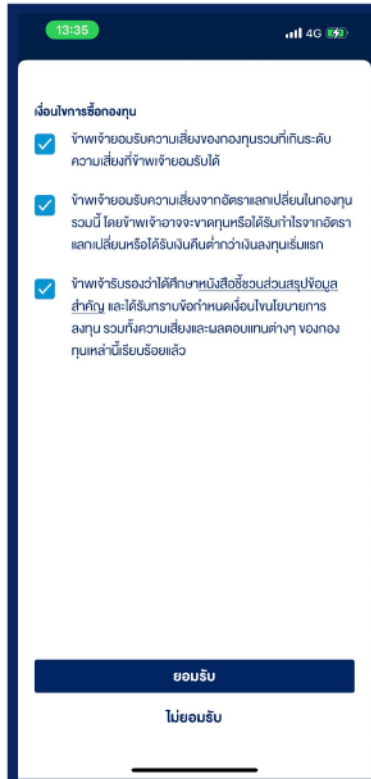 13:35
4G
เงื่อนไขการซื้อกองทุน
ข้าพเจ้ายอมรับความเสี่ยงของกองทุนรวมที่เกินระดับ
ความเสี่ยงที่ข้าพเจ้ายอมรับได้
ข้าพเจ้ายอมรับความเสี่ยงจากอัตราแลกเปลี่ยนในกองทุน
รวมนี้ โดยข้าพเจ้าอาจจะขาดทุนหรือได้รับกำไรจากอัตรา
แลกเปลี่ยนหรือได้รับเงินคืนต่ำกว่าเงินลงทุนเริ่มแรก
ข้าพเจ้ารับรองว่าได้ศึกษาหนังสือชี้ชวนส่วนสรุปข้อมูล
สำคัญ และได้รับทราบข้อกำหนดเงื่อนไขนโยบายการ
ลงทุน รวมทั้งความเสี่ยงและผลตอบแทนต่างๆ ของกอง
ทุนเหล่านี้เรียบร้อยแล้ว
ยอมรับ
ไม่ยอมรับ